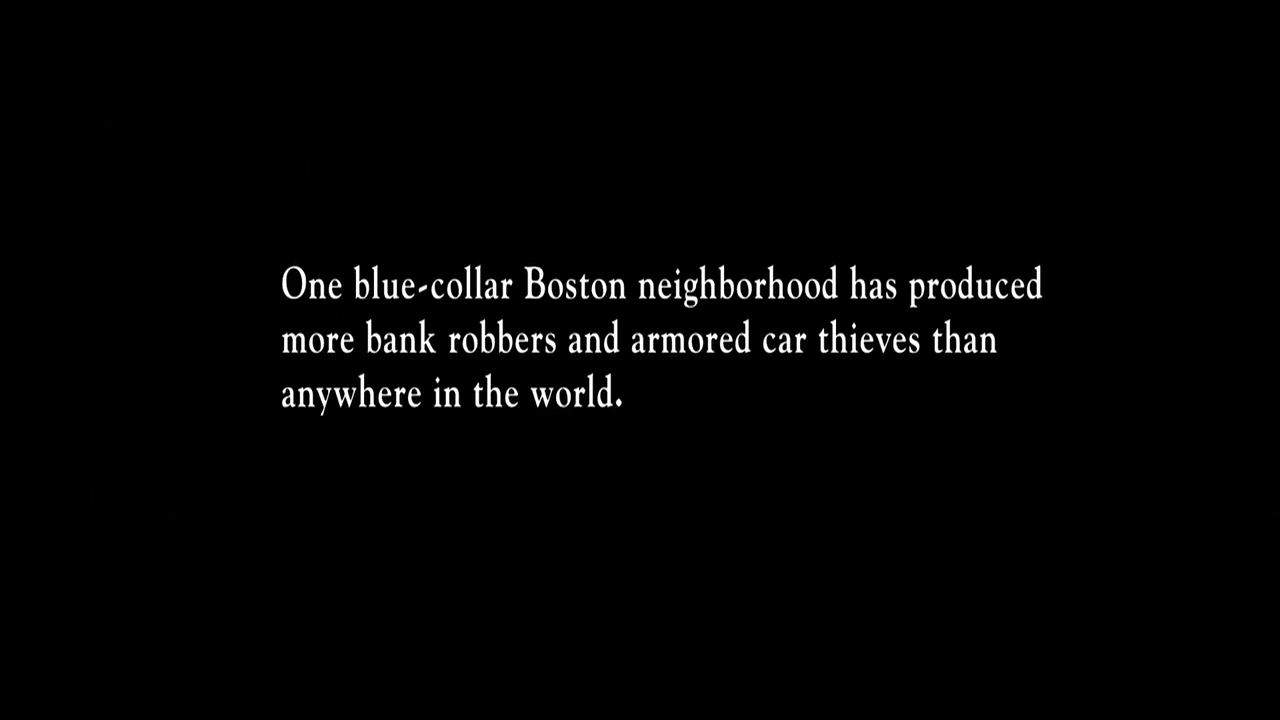 One blue-collar Boston neighborhood has produced
more bank robbers and armored car thieves than
anywhere in the world.